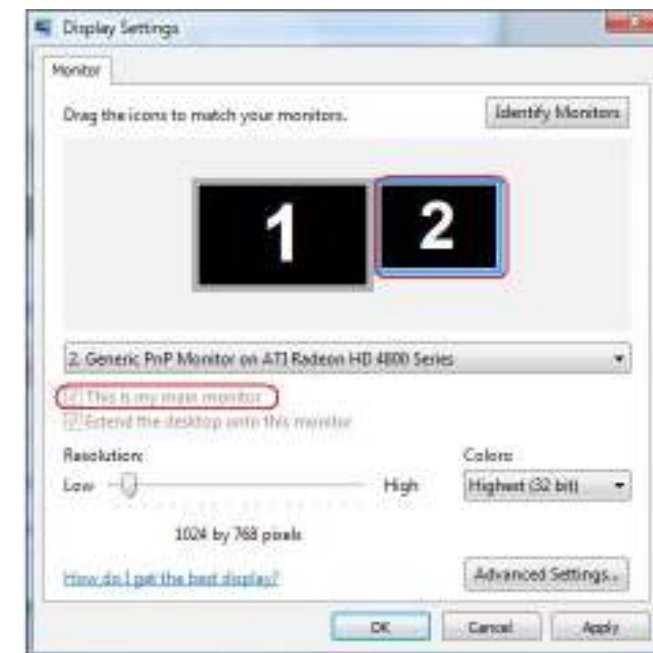 Display Settings
Monitor
Drag the icons to match your monitors.
Identify Monitors
1
2
2. Generic PnP Monitor on ATI Radeon HD 4800 Series
This is my main monitor
Extend the desktop onto this monitor
Resolution:
Colors:
Low
High
Highest (32 bit)
1024 by 768 pixels
How do I get the best display?
Advanced Settings...
OK
Cancel
Apply